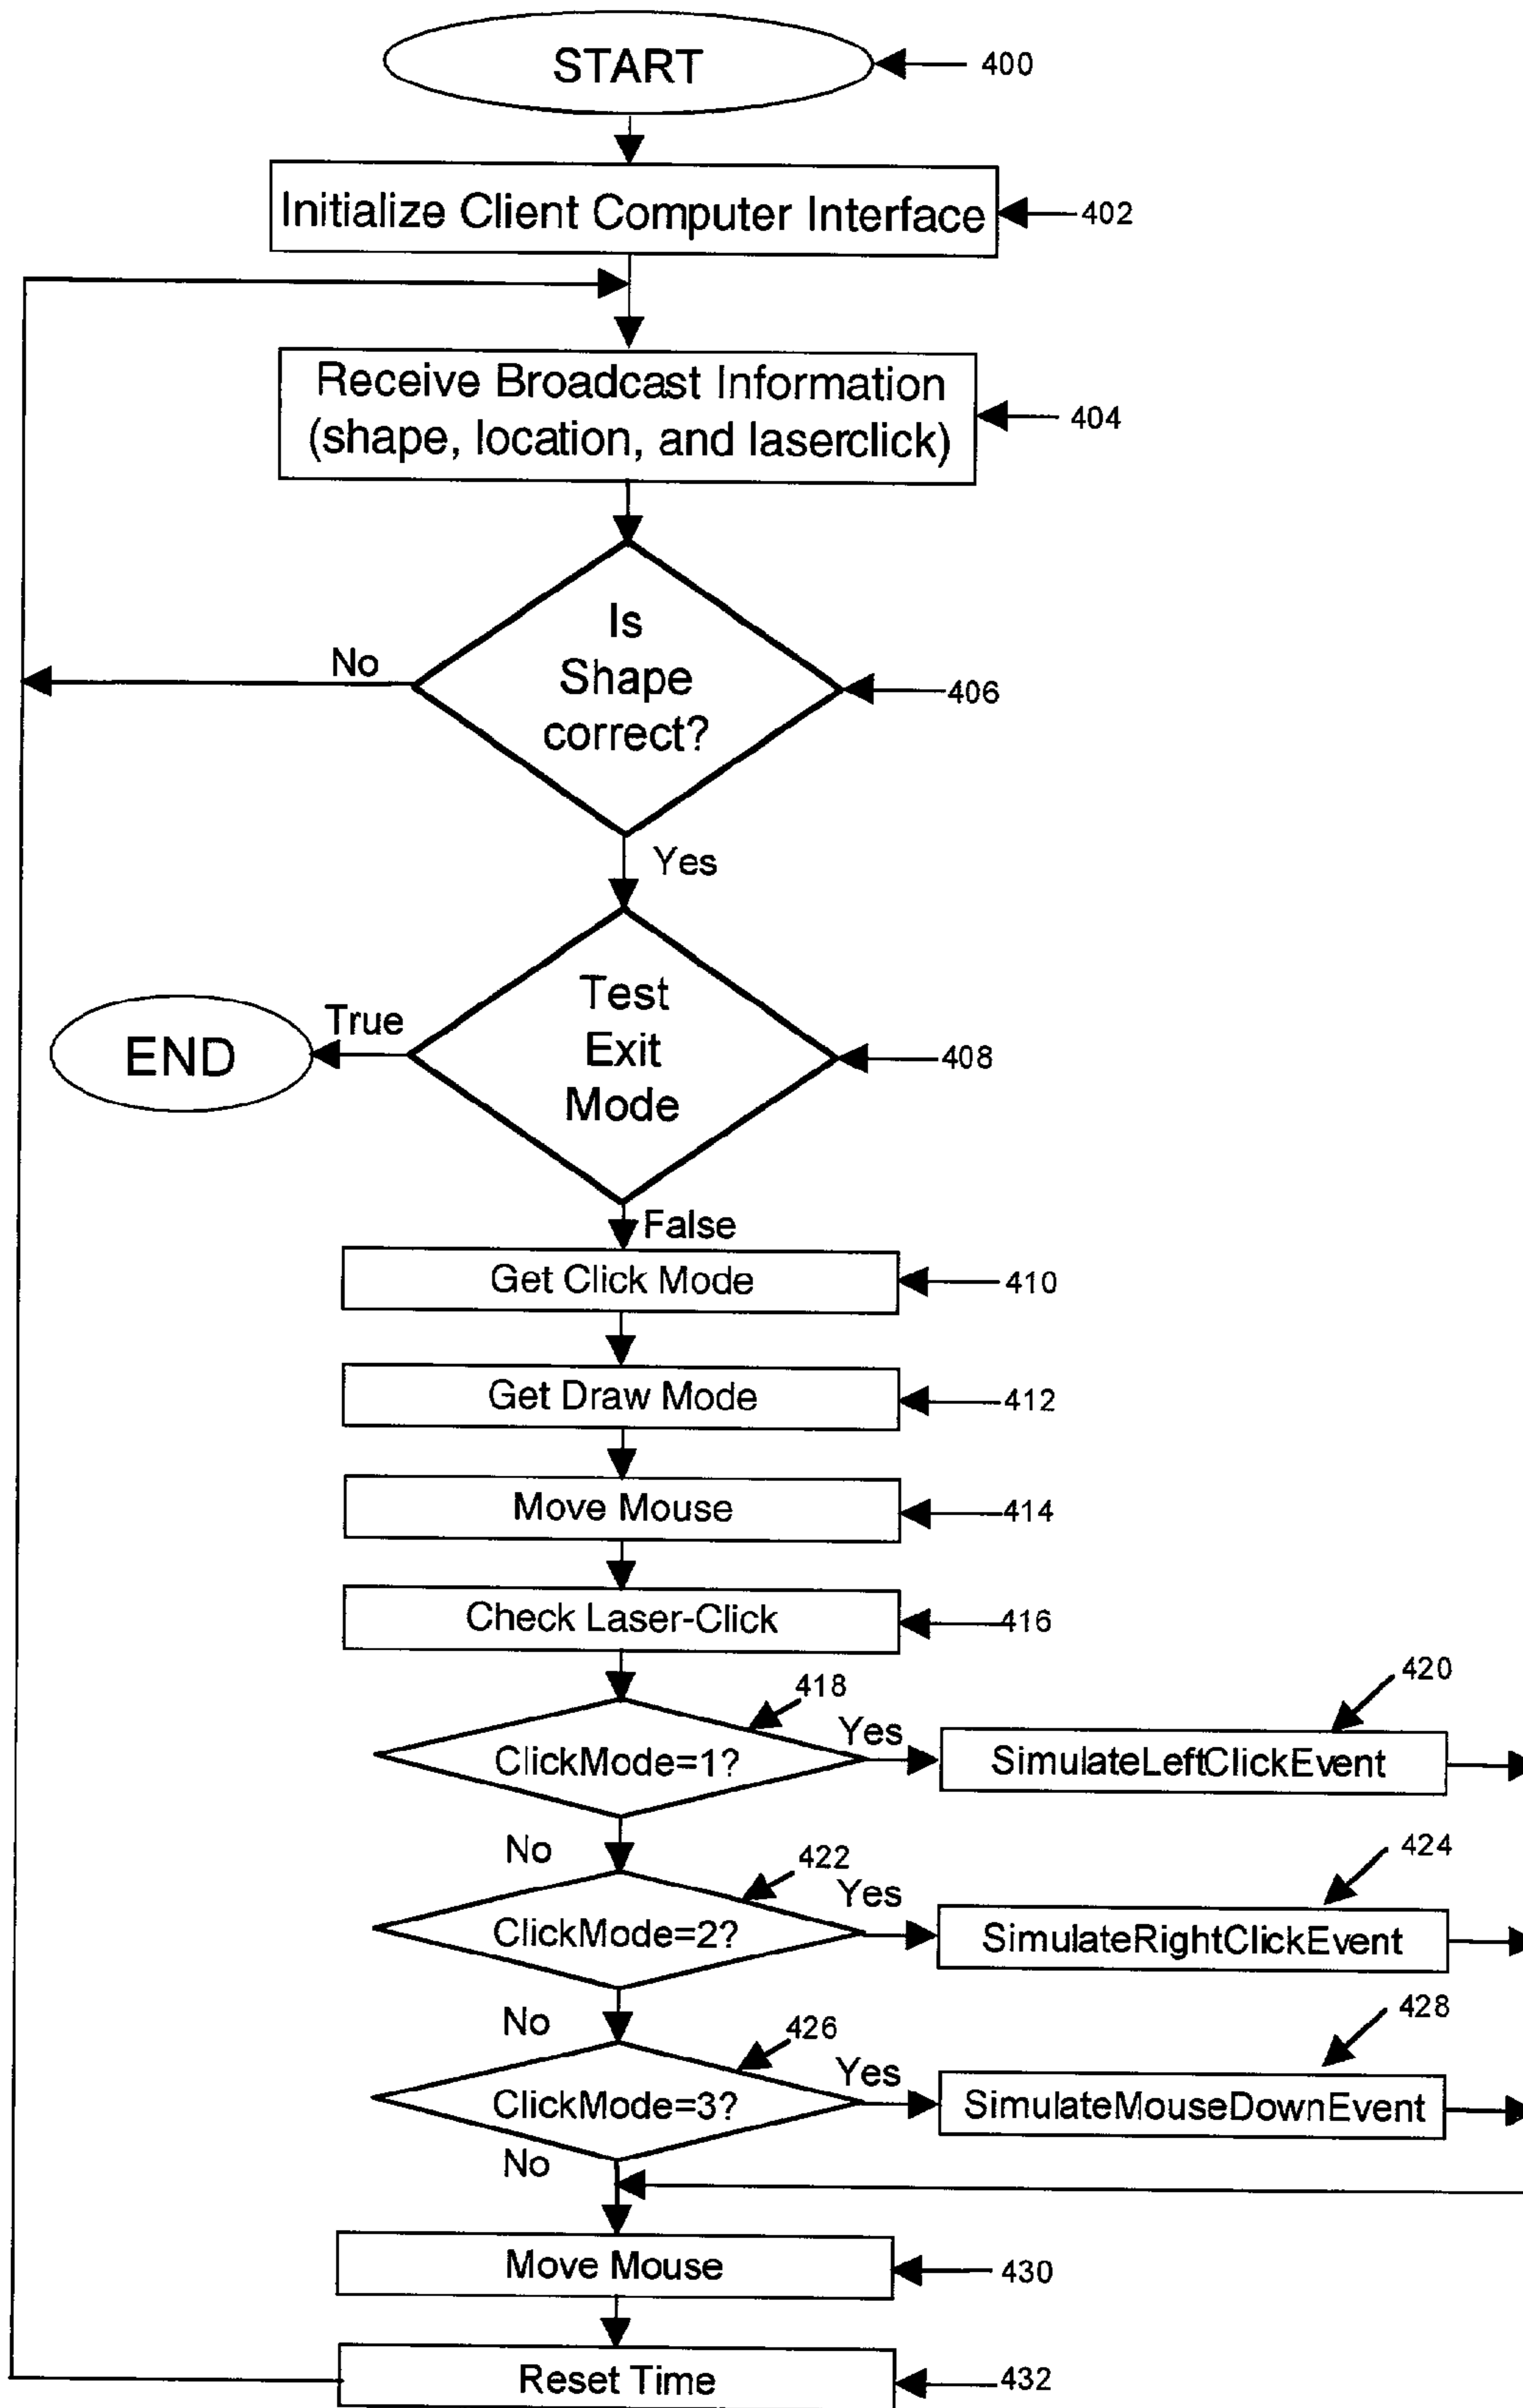 START
400
Initialize Client Computer Interface
402
Receive Broadcast Information
(shape, location, and laserclick)
404
Is
Shape
correct?
406
No
Yes
Test
Exit
Mode
408
True
END
False
Get Click Mode
410
Get Draw Mode
412
Move Mouse
414
Check Laser-Click
416
418
ClickMode=1?
Yes
420
SimulateLeftClickEvent
No
422
ClickMode=2?
Yes
424
SimulateRightClickEvent
No
426
ClickMode=3?
Yes
428
SimulateMouseDownEvent
No
Move Mouse
430
Reset Time
432